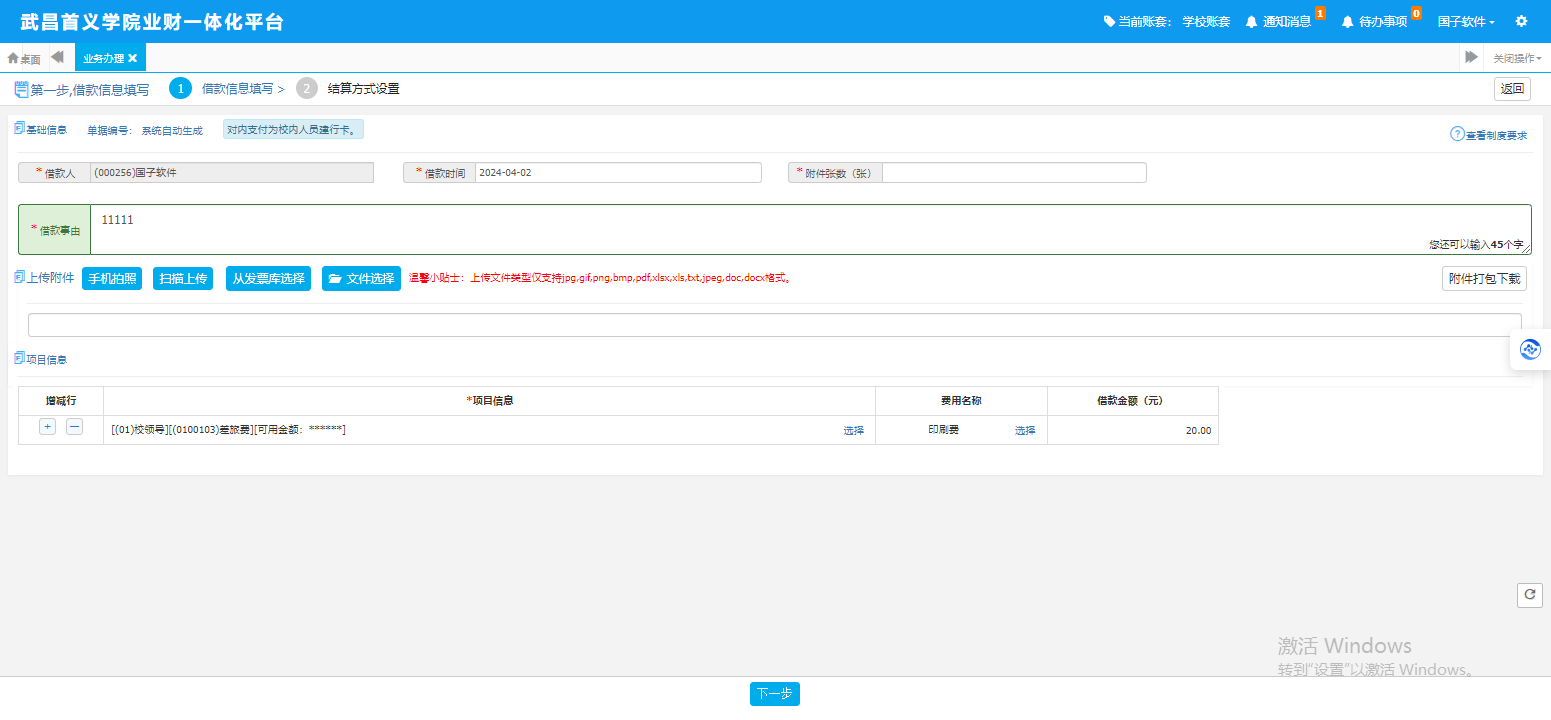 武昌首义学院业财一体化平台
当前账套： 学校账套 通知消息 1 待办事项 0 国子软件
桌面 业务办理 关闭操作
第一步,借款信息填写 1 借款信息填写 > 2 结算方式设置 返回
基础信息 单据编号： 系统自动生成 对内支付为校内人员建行卡。 ?查看制度要求
*借款人 (000256)国子软件 *借款时间 2024-04-02 *附件张数（张）
*借款事由 11111
您还可以输入45个字
上传附件 手机拍照 扫描上传 从发票库选择 文件选择 温馨小贴士：上传文件类型仅支持jpg,gif,png,bmp,pdf,xlsx,xls,txt,jpeg,doc,docx格式。 附件打包下载
项目信息
增减行 *项目信息 费用名称 借款金额（元）
+ − [(01)校领导][(0100103)差旅费][可用金额：******] 选择 印刷费 选择 20.00
激活 Windows
转到"设置"以激活 Windows。
下一步